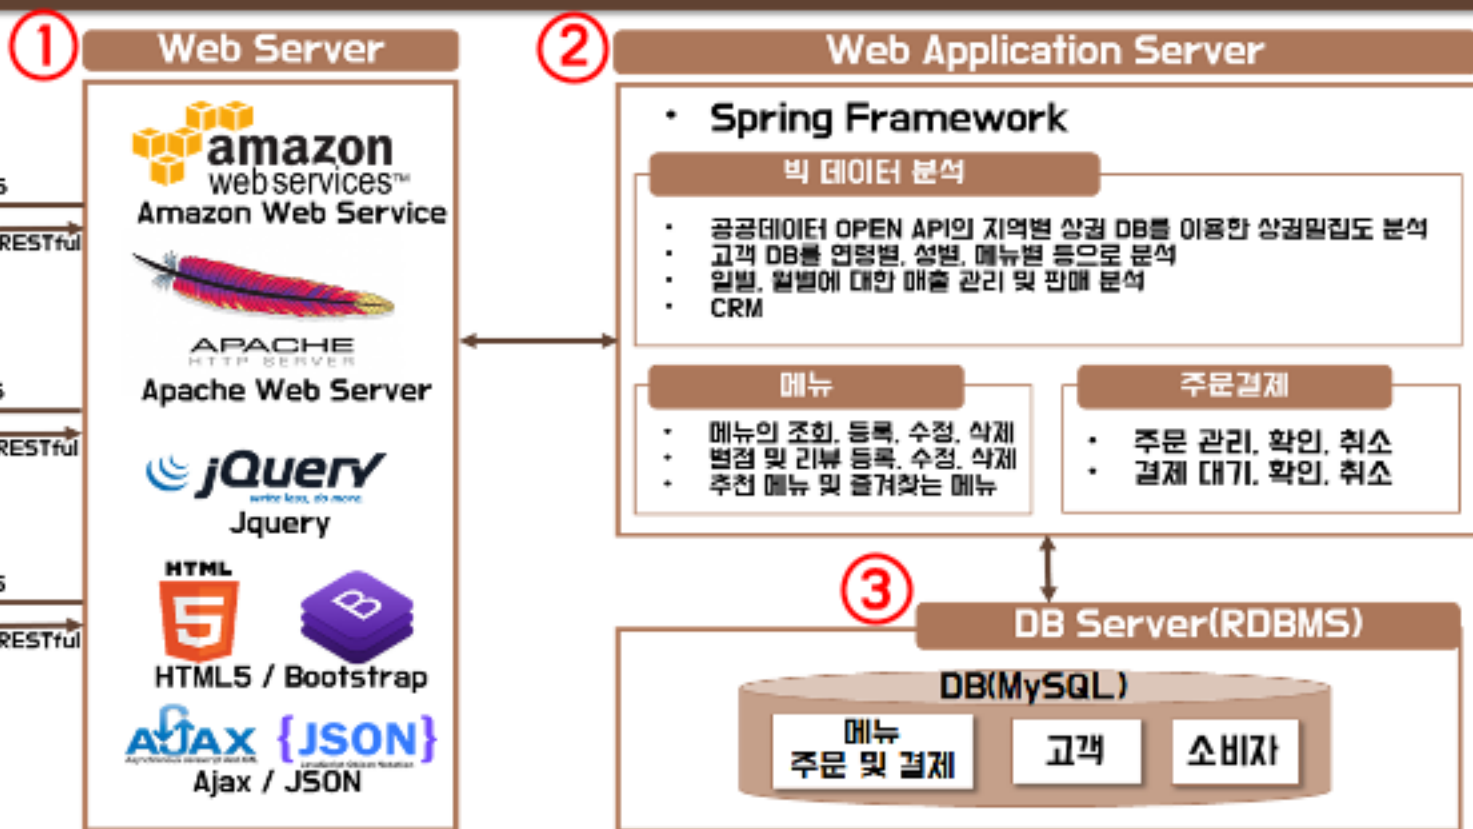 ① Web Server
amazon
webservices™
Amazon Web Service
APACHE
HTTP SERVER
Apache Web Server
jQuery
write less, do more.
Jquery
HTML
5
B
HTML5 / Bootstrap
AJAX {JSON}
JavaScript Object Notation
Ajax / JSON
RESTful
RESTful
RESTful
② Web Application Server
• Spring Framework
빅 데이터 분석
• 공공데이터 OPEN API의 지역별 상권 DB를 이용한 상권밀집도 분석
• 고객 DB를 연령별, 성별, 메뉴별 등으로 분석
• 일별, 월별에 대한 매출 관리 및 판매 분석
• CRM
메뉴
• 메뉴의 조회, 등록, 수정, 삭제
• 별점 및 리뷰 등록, 수정, 삭제
• 추천 메뉴 및 즐겨찾는 메뉴
주문결제
• 주문 관리, 확인, 취소
• 결제 대기, 확인, 취소
③ DB Server(RDBMS)
DB(MySQL)
메뉴
주문 및 결제
고객
소비자